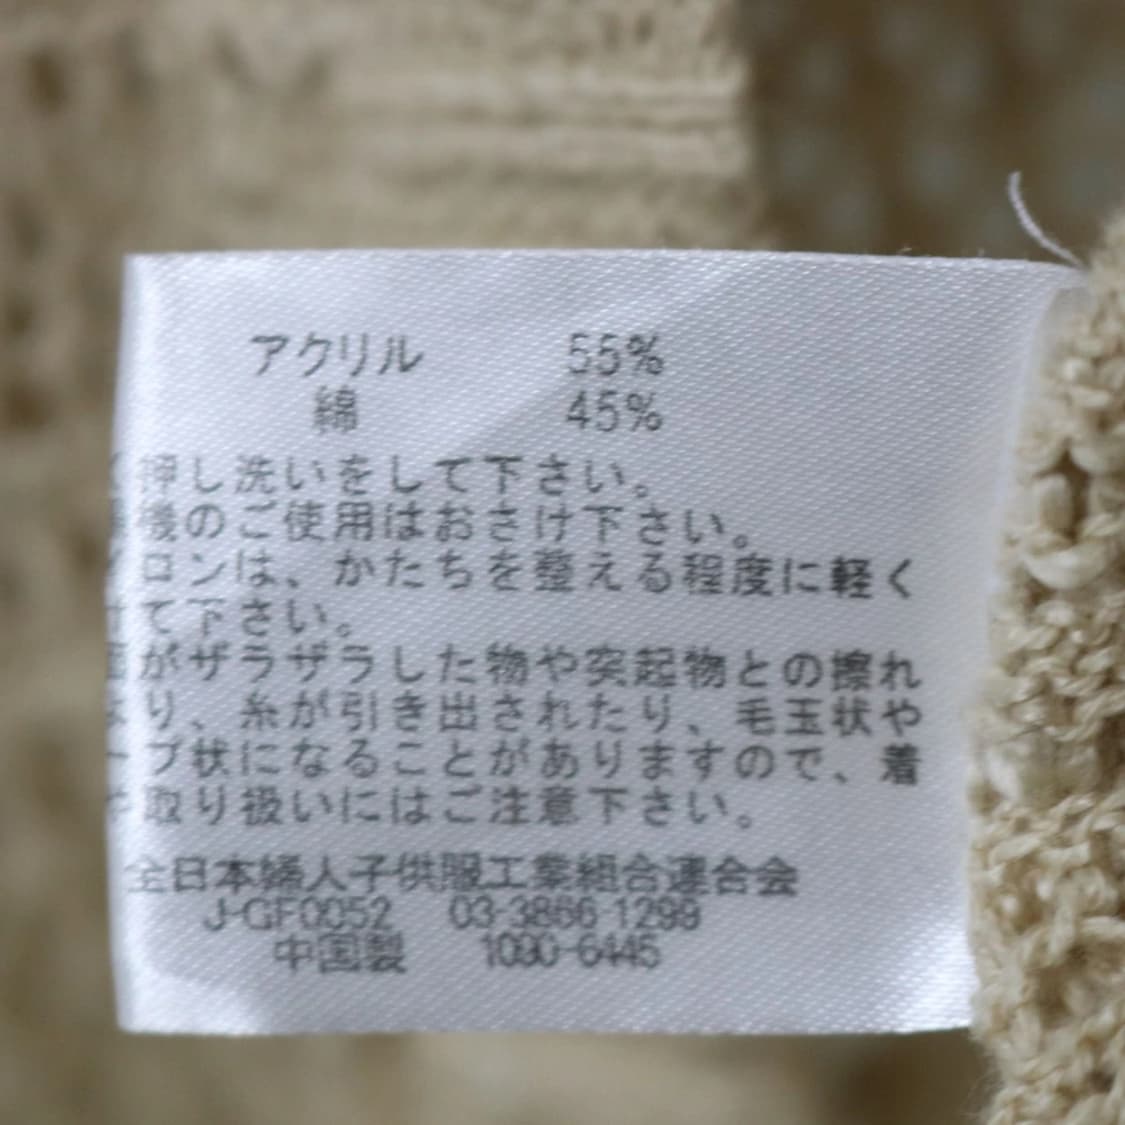 アクリル 55%
綿 45%
押し洗いをして下さい。
機のご使用はおさけ下さい。
ロンは、かたちを整える程度に軽く
て下さい。
がザラザラした物や突起物との擦れ
り、糸が引き出されたり、毛玉状や
プ状になることがありますので、着
取り扱いにはご注意下さい。
全日本婦人子供服工業組合連合会
J-GF0052 03-3866-1299
中国製 1090-6445